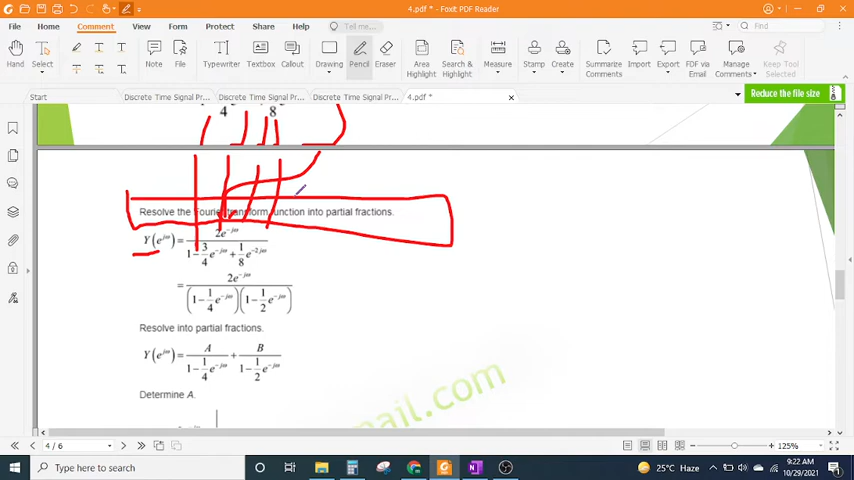 4.pdf * - Foxit PDF Reader
File Home Comment View Form Protect Share Help Tell me... Find
Hand Select Note File Typewriter Textbox Callout Drawing Pencil Eraser Area Highlight Search & Highlight Measure Stamp Create Summarize Comments Import Export FDF via Email Manage Comments Keep Tool Selected
Start Discrete Time Signal Pr... Discrete Time Signal Pr... Discrete Time Signal Pr... 4.pdf * Reduce the file size
4 8
Resolve the Fourier transform function into partial fractions.
Y(e^{jω}) = 2e^{-jω} / (1 - 3/4 e^{-jω} + 1/8 e^{-2jω})
= 2e^{-jω} / ((1 - 1/4 e^{-jω})(1 - 1/2 e^{-jω}))
Resolve into partial fractions.
Y(e^{jω}) = A / (1 - 1/4 e^{-jω}) + B / (1 - 1/2 e^{-jω})
Determine A.
mail.com
4 / 6 125%
Type here to search 25°C Haze 9:22 AM
10/29/2021